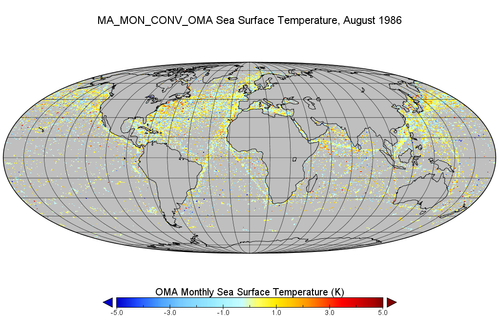 MA_MON_CONV_OMA Sea Surface Temperature, August 1986
OMA Monthly Sea Surface Temperature (K)
-5.0 -3.0 -1.0 1.0 3.0 5.0